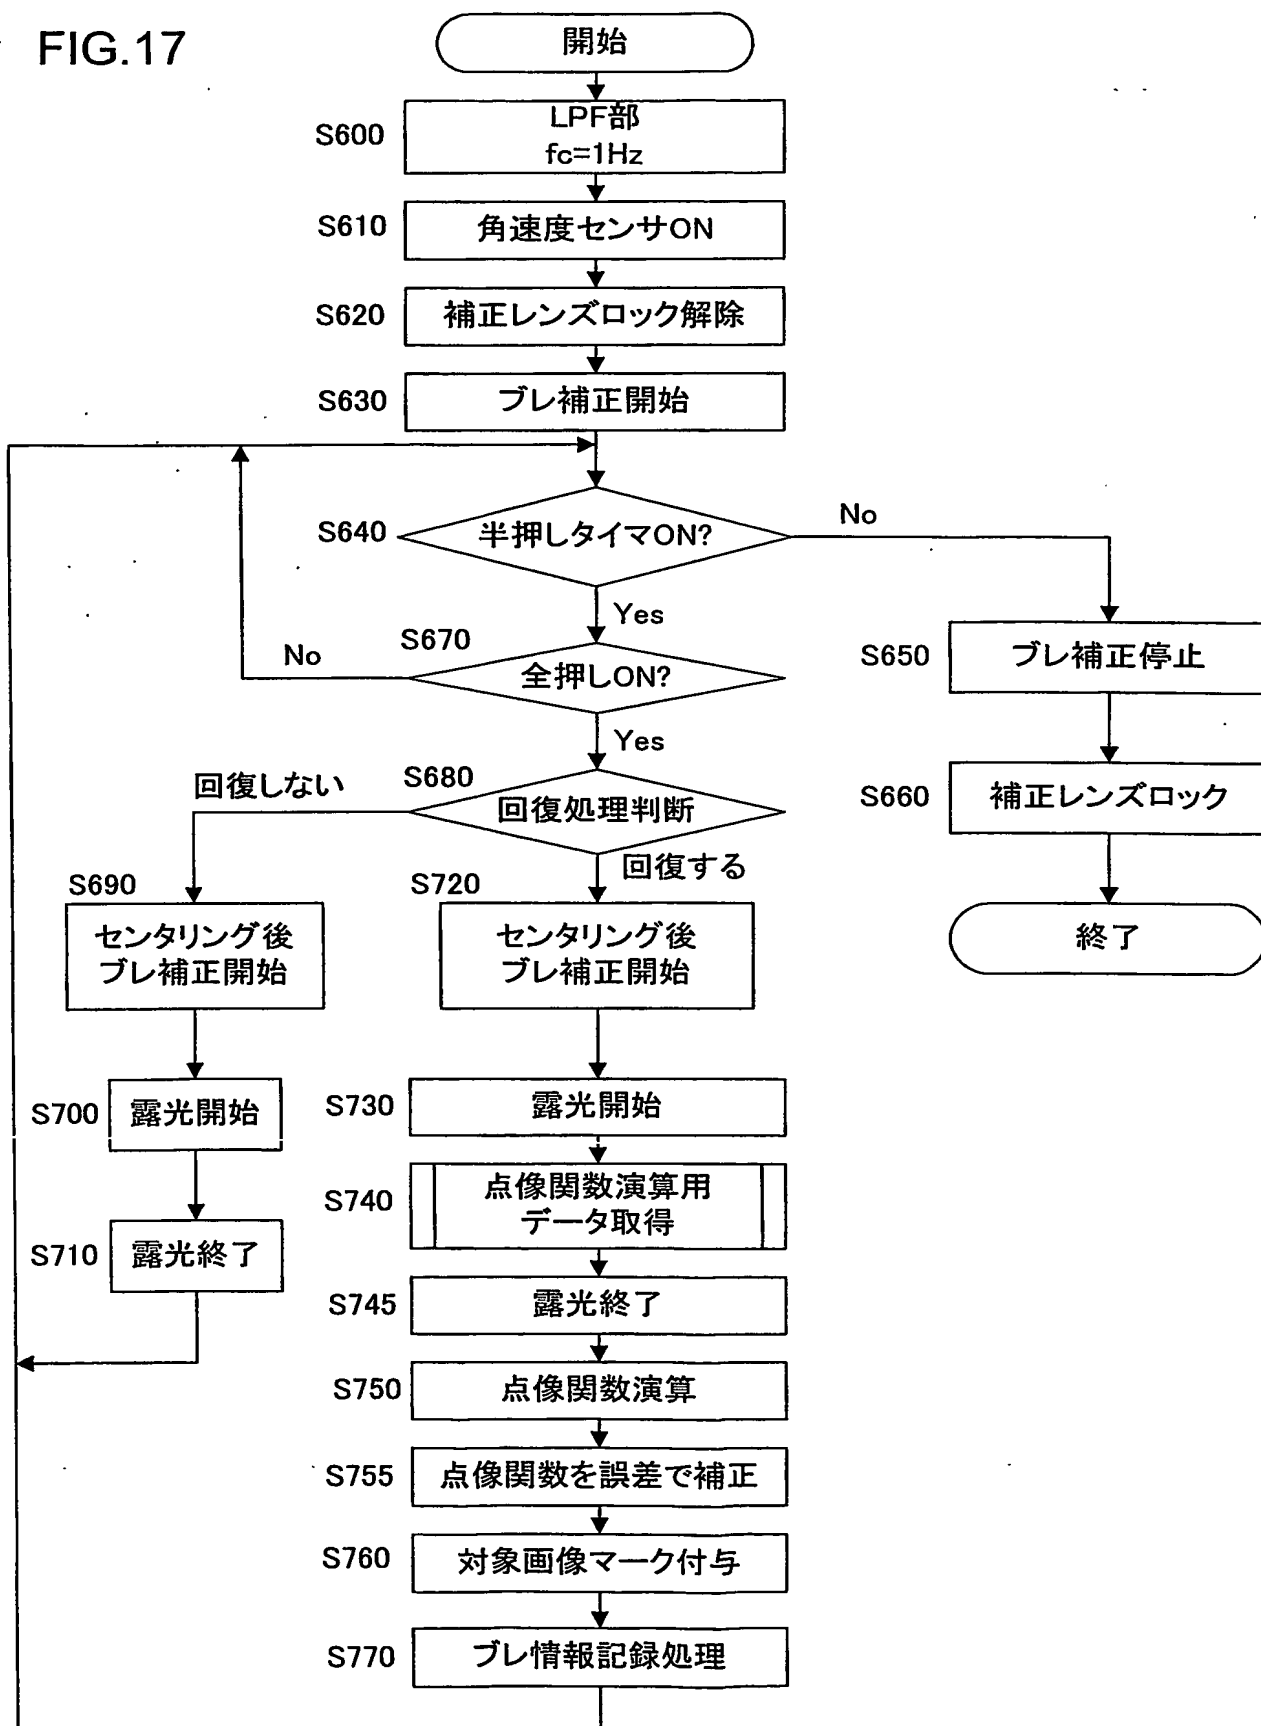 FIG.17
開始
S600
LPF部
fc=1Hz
S610
角速度センサON
S620
補正レンズロック解除
S630
ブレ補正開始
S640
半押しタイマON?
No
Yes
S670
全押しON?
No
Yes
S650
ブレ補正停止
S660
補正レンズロック
終了
S680
回復処理判断
回復しない
回復する
S690
センタリング後
ブレ補正開始
S700
露光開始
S710
露光終了
S720
センタリング後
ブレ補正開始
S730
露光開始
S740
点像関数演算用
データ取得
S745
露光終了
S750
点像関数演算
S755
点像関数を誤差で補正
S760
対象画像マーク付与
S770
ブレ情報記録処理